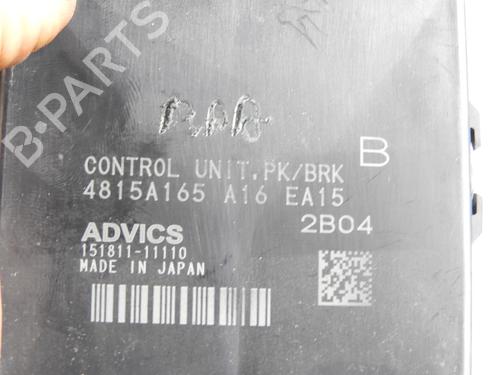 B-PARTS
CONTROL UNIT,PK/BRK B
4815A165 A16 EA15
2B04
ADVICS
151811-11110
MADE IN JAPAN